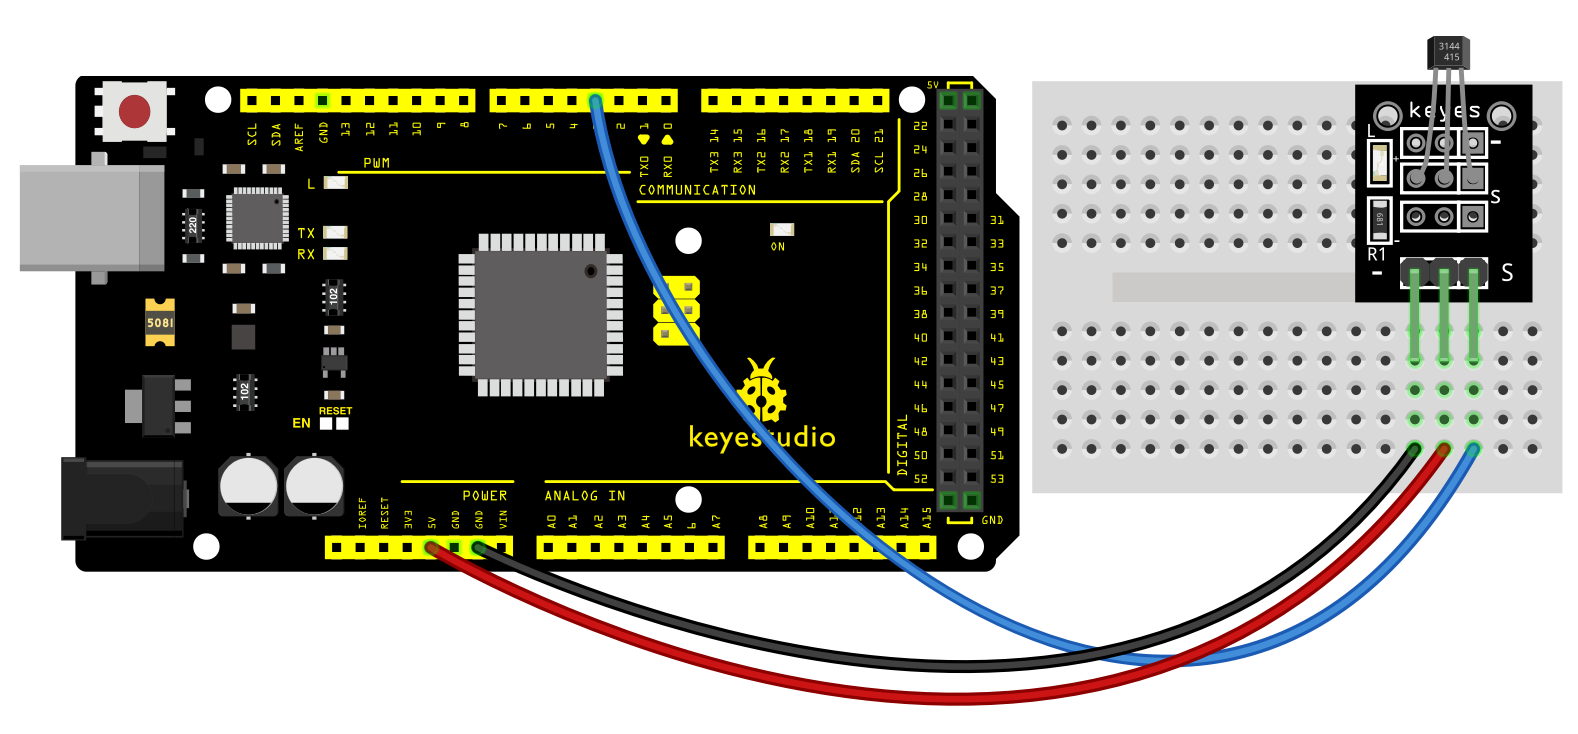 3144
415
keyes
L
+
-
S
681
-
R1
-
S
5V
SCL
SDA
AREF
GND
13
12
11
10
9
8
7
6
5
4
2
1
0
TX0
RX0
TX3 14
RX3 15
TX2 16
RX2 17
TX1 18
RX1 19
SDA 20
SCL 21
PWM
COMMUNICATION
L
TX
RX
220
ON
102
5081
102
RESET
EN
keyestudio
22
24
26
28
30 31
32 33
34 35
36 37
38 39
40 41
42 43
44 45
46 47
48 49
50 51
52 53
DIGITAL
GND
POWER
ANALOG IN
IOREF
RESET
3V3
5V
GND
GND
VIN
A0
A1
A2
A3
A4
A5
6
A7
A8
A9
A10
12
A13
A14
A15